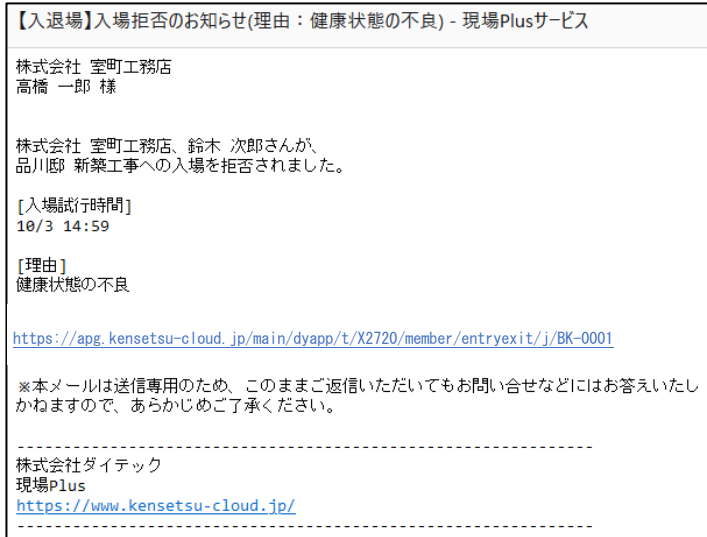 【入退場】入場拒否のお知らせ(理由：健康状態の不良) - 現場Plusサービス
株式会社 室町工務店
高橋 一郎 様
株式会社 室町工務店、鈴木 次郎さんが、
品川邸 新築工事への入場を拒否されました。
[入場試行時間]
10/3 14:59
[理由]
健康状態の不良
https://apg.kensetsu-cloud.jp/main/dyapp/t/X2720/member/entryexit/j/BK-0001
※本メールは送信専用のため、このままご返信いただいてもお問い合せなどにはお答えいたし
かねますので、あらかじめご了承ください。
------------------------------------------------------------
株式会社ダイテック
現場Plus
https://www.kensetsu-cloud.jp/
------------------------------------------------------------